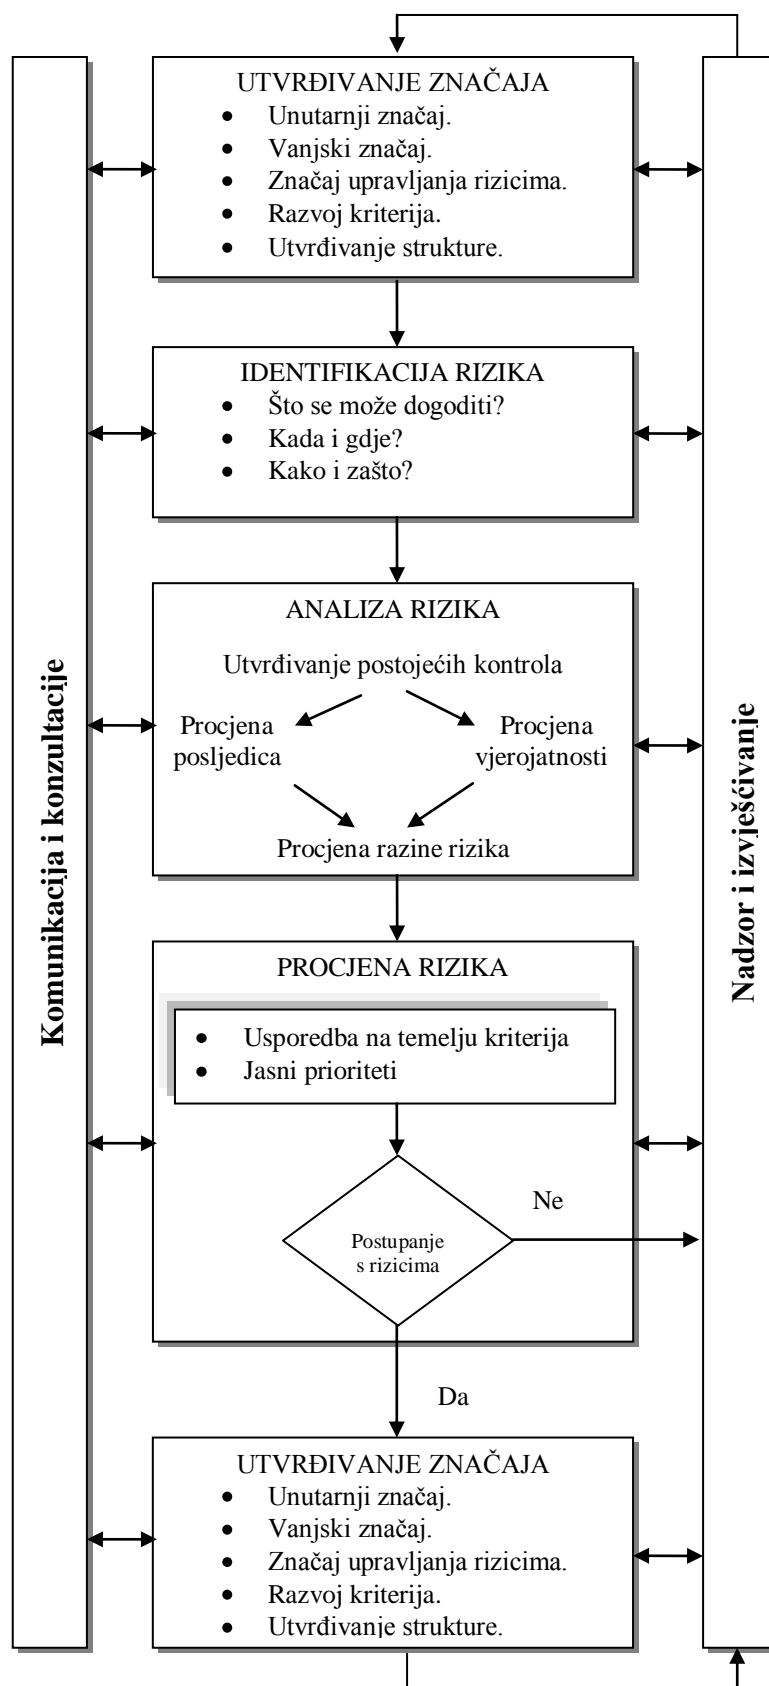 UTVRĐIVANJE ZNAČAJA
• Unutarnji značaj.
• Vanjski značaj.
• Značaj upravljanja rizicima.
• Razvoj kriterija.
• Utvrđivanje strukture.
IDENTIFIKACIJA RIZIKA
• Što se može dogoditi?
• Kada i gdje?
• Kako i zašto?
Komunikacija i konzultacije
ANALIZA RIZIKA
Utvrđivanje postojećih kontrola
Procjena
posljedica
Procjena
vjerojatnosti
Procjena razine rizika
Nadzor i izvješćivanje
PROCJENA RIZIKA
• Usporedba na temelju kriterija
• Jasni prioriteti
Ne
Postupanje
s rizicima
Da
UTVRĐIVANJE ZNAČAJA
• Unutarnji značaj.
• Vanjski značaj.
• Značaj upravljanja rizicima.
• Razvoj kriterija.
• Utvrđivanje strukture.